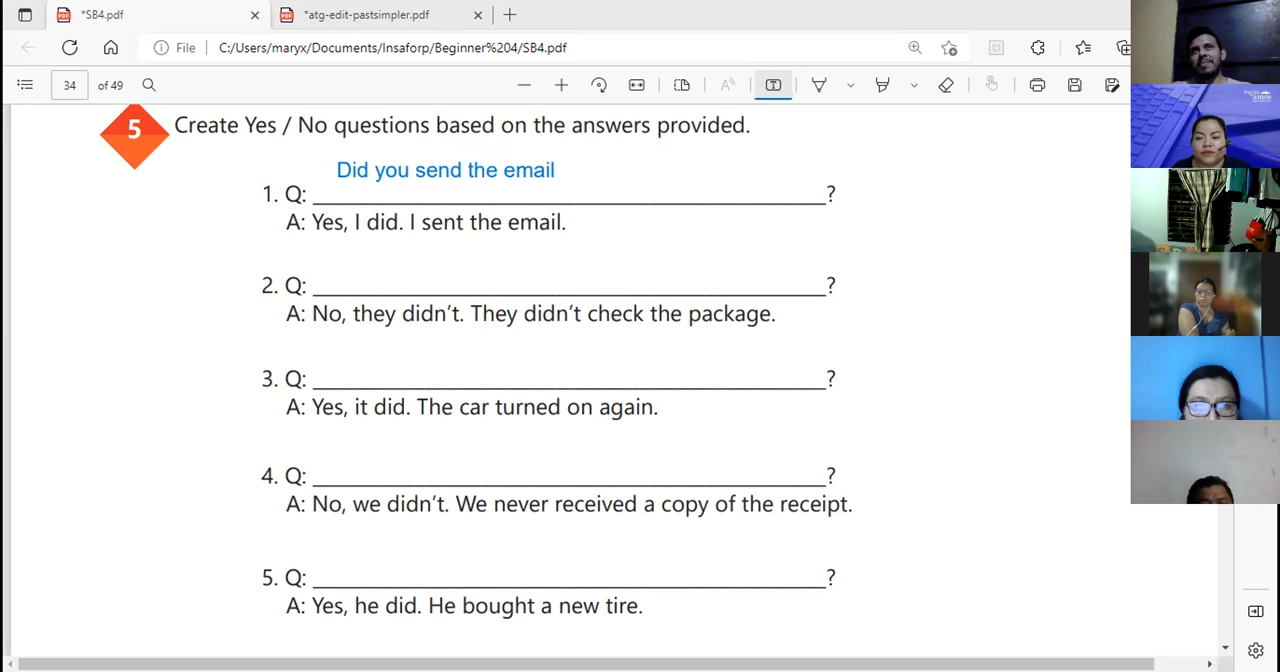 *SB4.pdf
*atg-edit-pastsimpler.pdf
File
C:/Users/maryx/Documents/Insaforp/Beginner%204/SB4.pdf
34 of 49
5 Create Yes / No questions based on the answers provided.
Did you send the email
1. Q: ?
A: Yes, I did. I sent the email.
2. Q: ?
A: No, they didn't. They didn't check the package.
3. Q: ?
A: Yes, it did. The car turned on again.
4. Q: ?
A: No, we didn't. We never received a copy of the receipt.
5. Q: ?
A: Yes, he did. He bought a new tire.